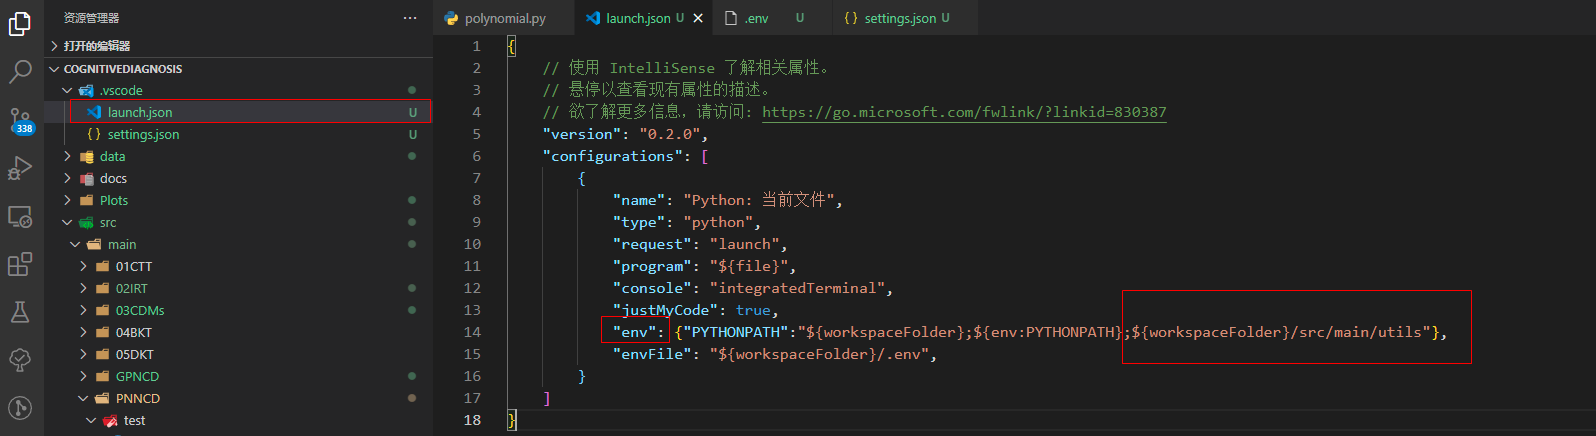 资源管理器
打开的编辑器
COGNITIVEDIAGNOSIS
.vscode
launch.json U
settings.json U
data
docs
Plots
src
main
01CTT
02IRT
03CDMs
04BKT
05DKT
GPNCD
PNNCD
test
338
polynomial.py
launch.json U
.env U
settings.json U
1 {
2 // 使用 IntelliSense 了解相关属性。
3 // 悬停以查看现有属性的描述。
4 // 欲了解更多信息，请访问: https://go.microsoft.com/fwlink/?linkid=830387
5 "version": "0.2.0",
6 "configurations": [
7 {
8 "name": "Python: 当前文件",
9 "type": "python",
10 "request": "launch",
11 "program": "${file}",
12 "console": "integratedTerminal",
13 "justMyCode": true,
14 "env": {"PYTHONPATH":"${workspaceFolder};${env:PYTHONPATH};${workspaceFolder}/src/main/utils"},
15 "envFile": "${workspaceFolder}/.env",
16 }
17 ]
18 }